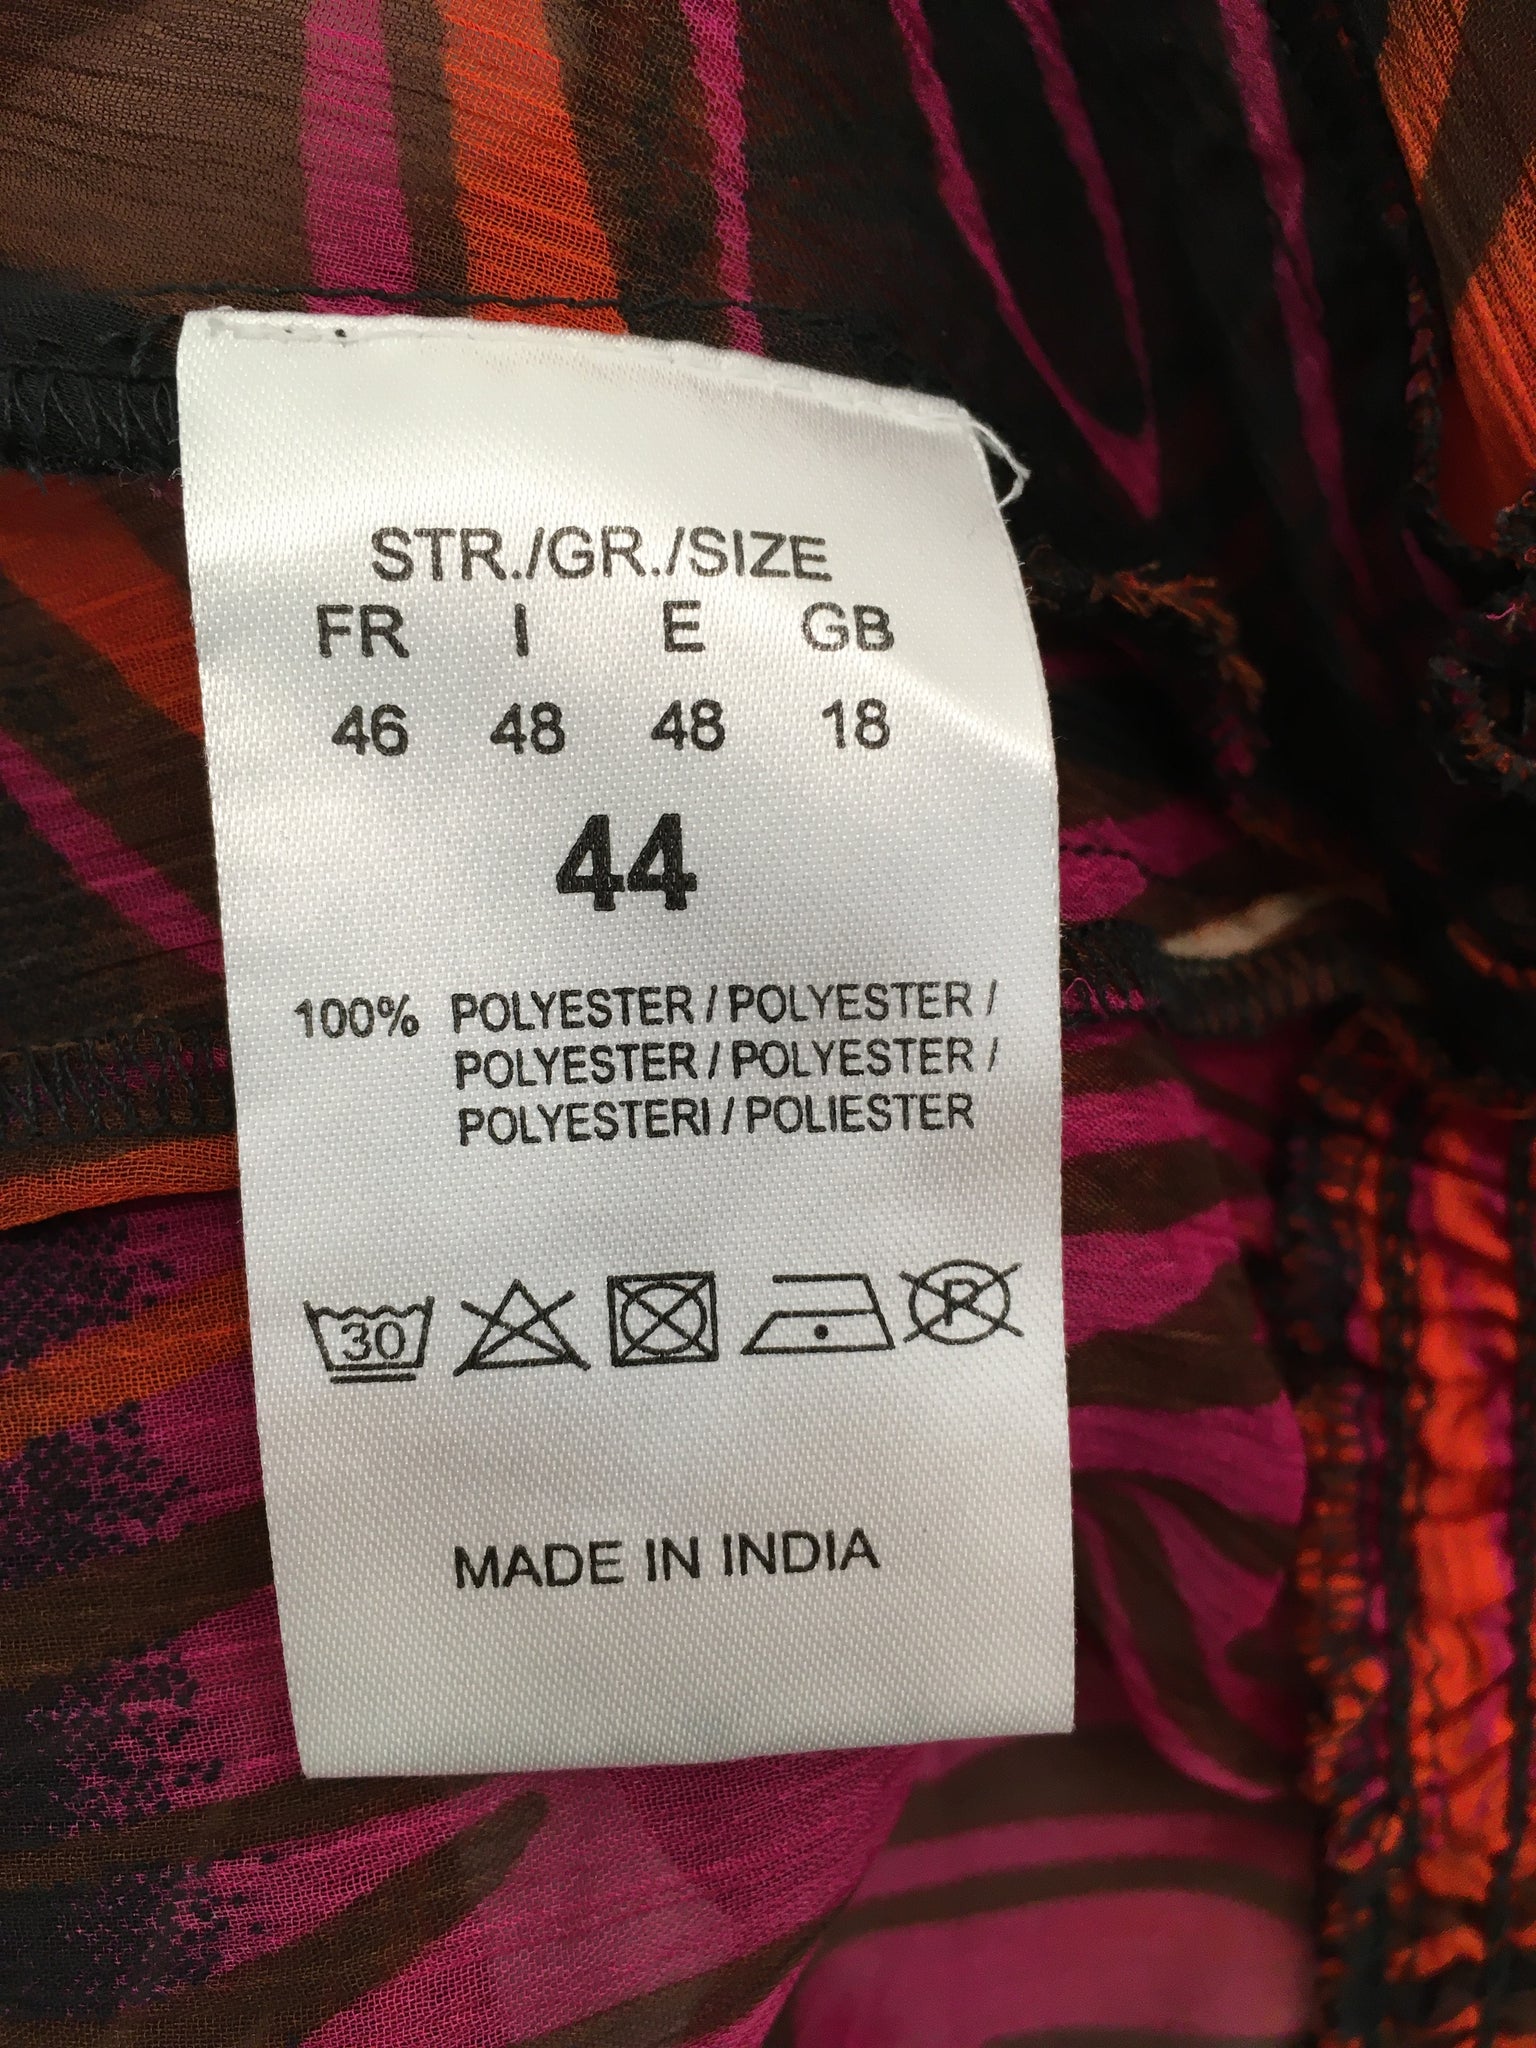 STR./GR./SIZE
FR I E GB
46 48 48 18
44
100% POLYESTER / POLYESTER /
POLYESTER / POLYESTER /
POLYESTERI / POLIESTER
30 P
MADE IN INDIA